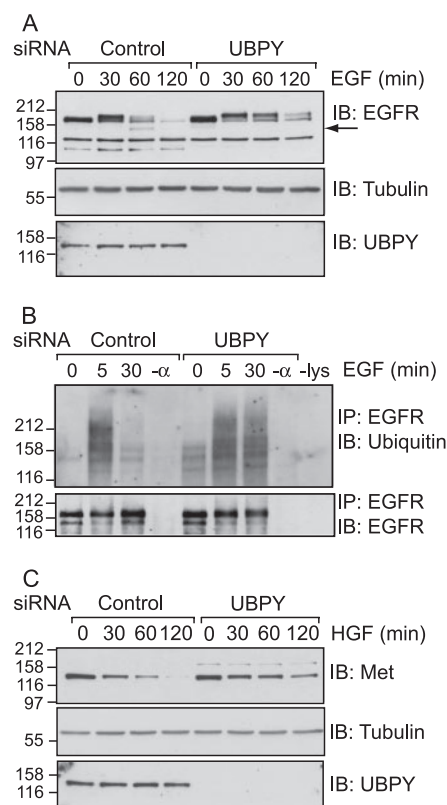 A
siRNA Control UBPY
0 30 60 120 0 30 60 120 EGF (min)
212
158
116
97
IB: EGFR
55
IB: Tubulin
158
116
IB: UBPY
B
siRNA Control UBPY
0 5 30 -α 0 5 30 -α -lys EGF (min)
212
158
116
IP: EGFR
IB: Ubiquitin
212
158
116
IP: EGFR
IB: EGFR
C
siRNA Control UBPY
0 30 60 120 0 30 60 120 HGF (min)
212
158
116
97
IB: Met
55
IB: Tubulin
158
116
IB: UBPY